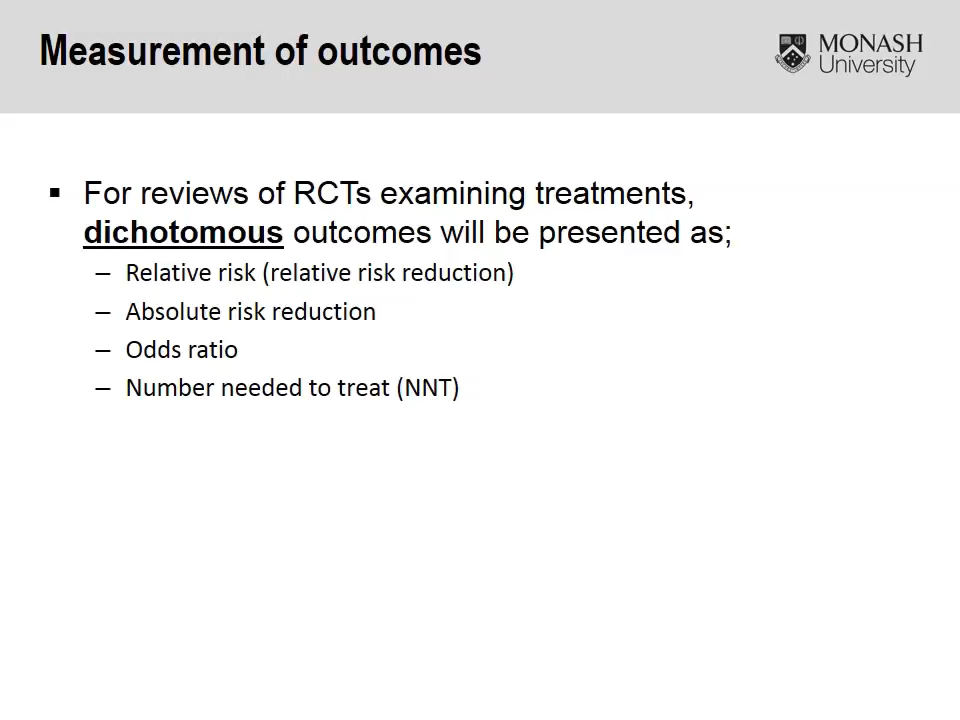 Measurement of outcomes
MONASH
University
▪ For reviews of RCTs examining treatments,
dichotomous outcomes will be presented as;
– Relative risk (relative risk reduction)
– Absolute risk reduction
– Odds ratio
– Number needed to treat (NNT)